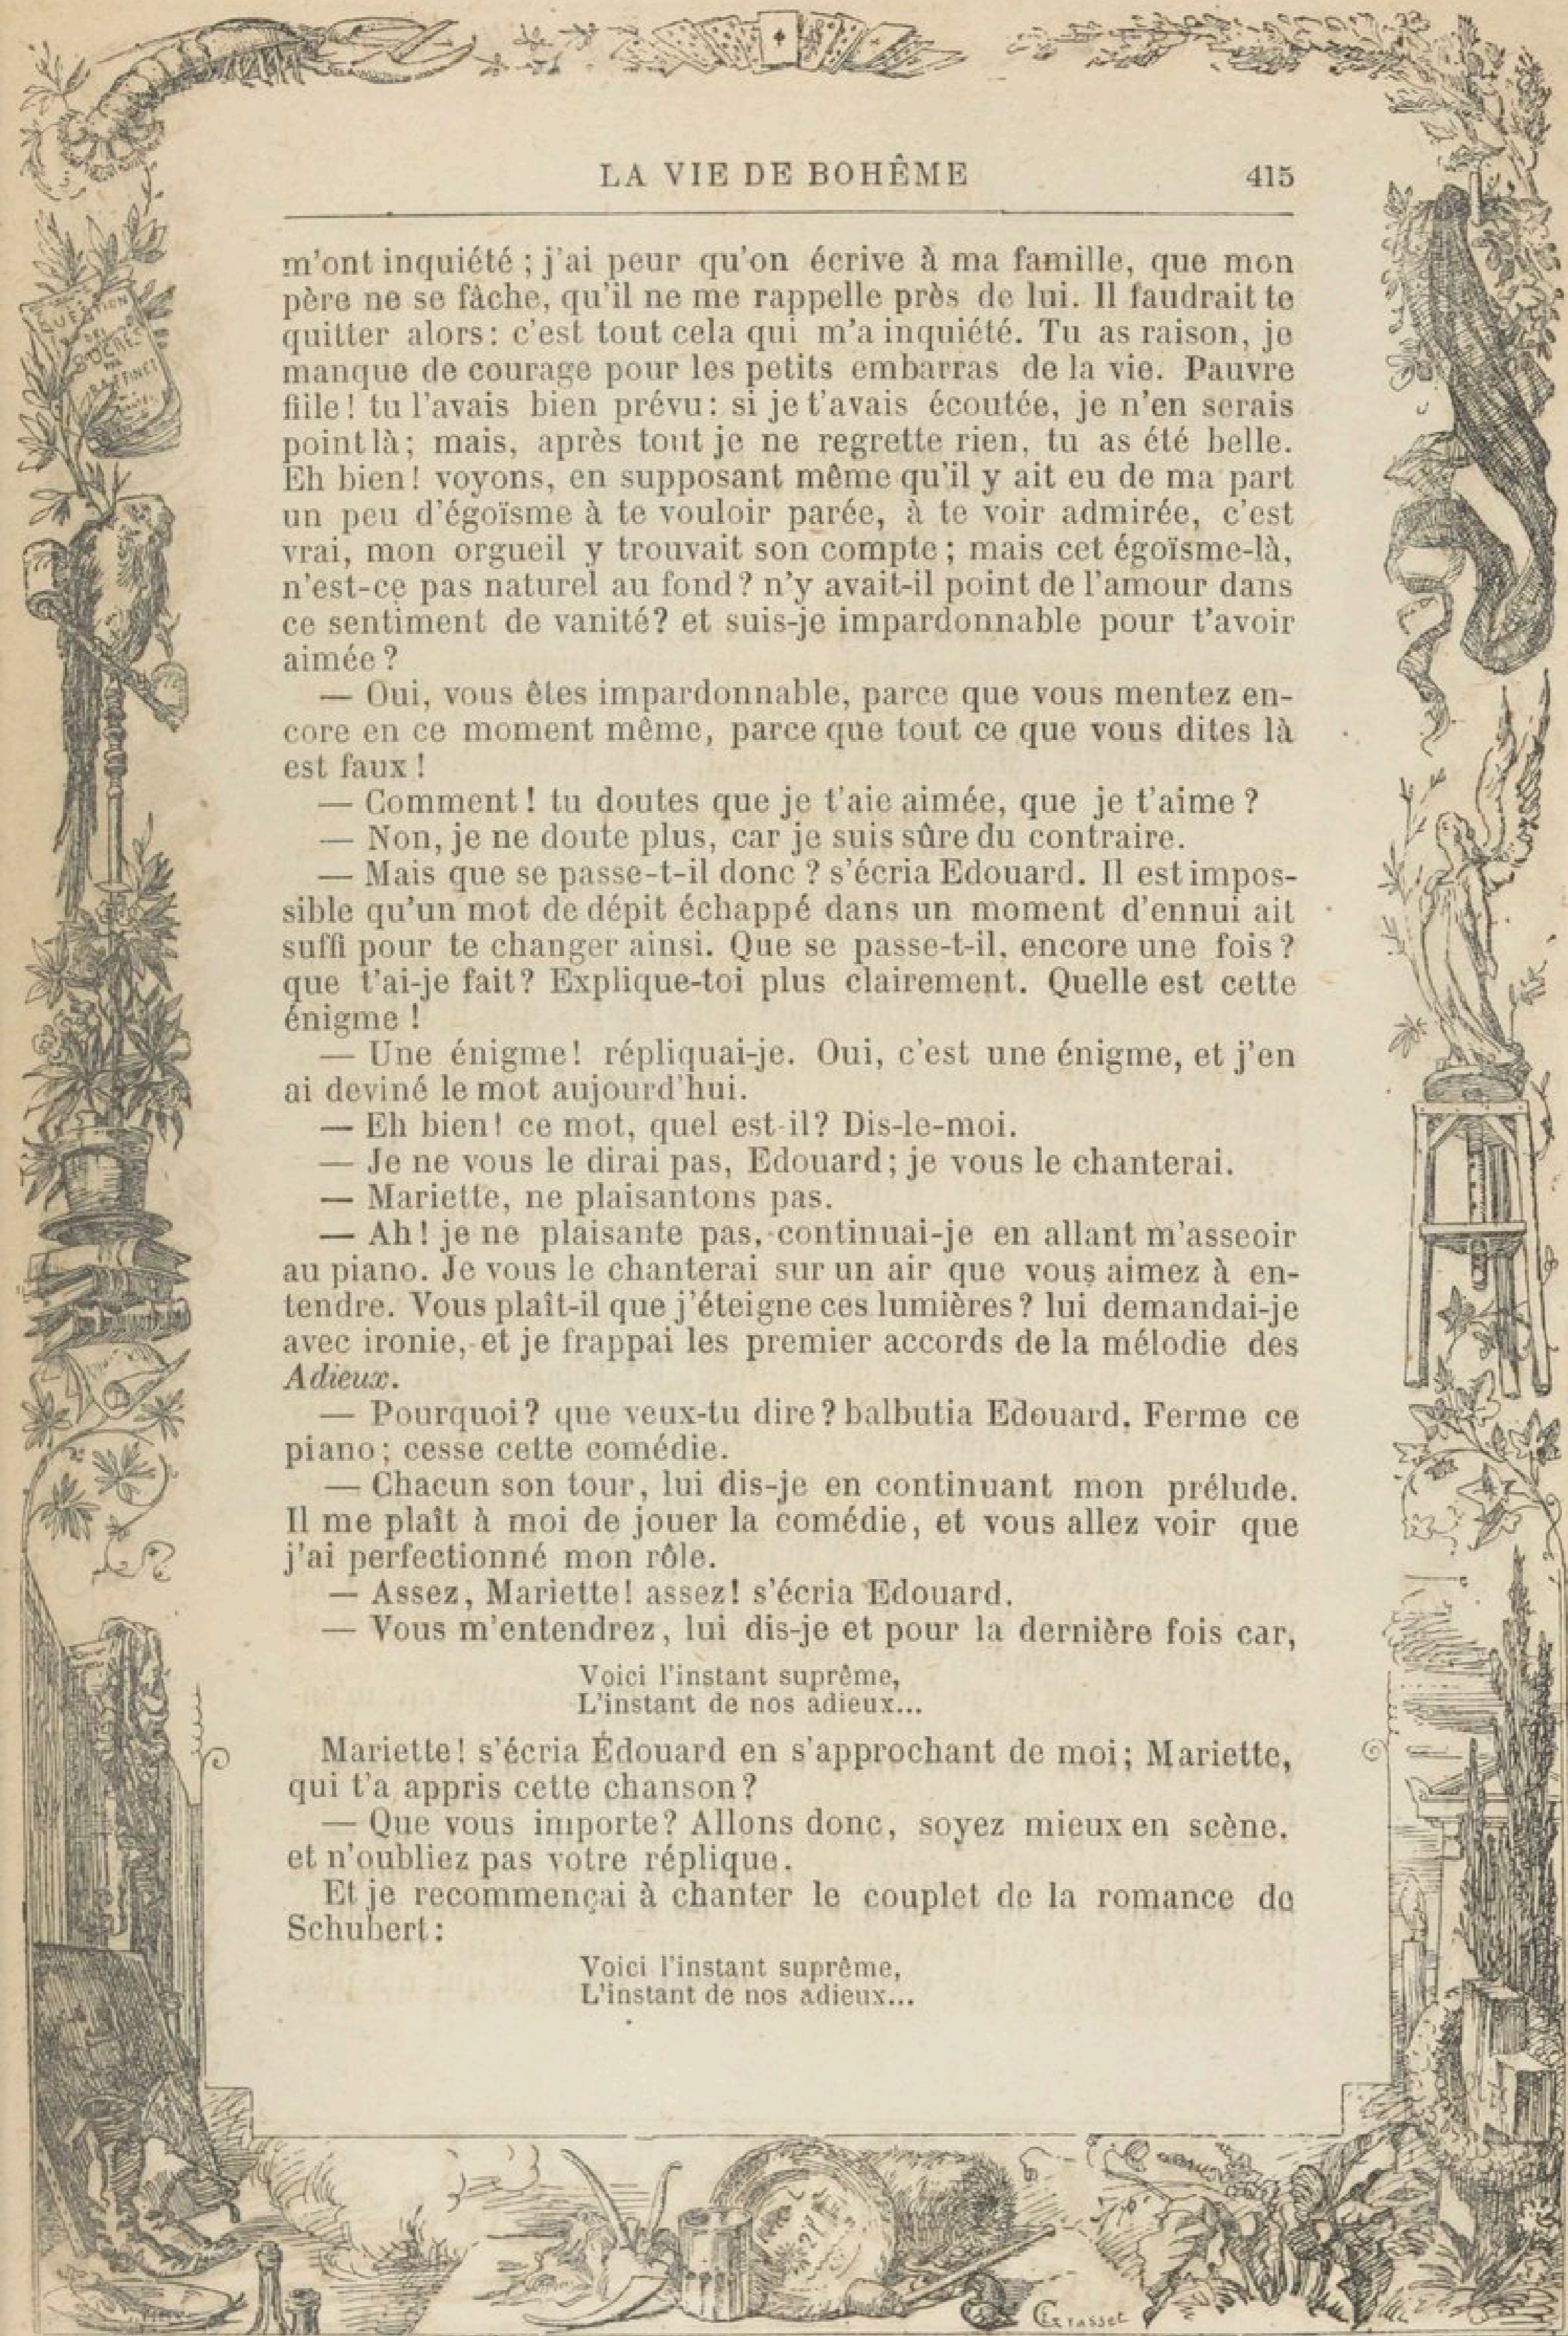 LA VIE DE BOHÊME 415
m'ont inquiété ; j'ai peur qu'on écrive à ma famille, que mon
père ne se fâche, qu'il ne me rappelle près de lui. Il faudrait te
quitter alors : c'est tout cela qui m'a inquiété. Tu as raison, je
manque de courage pour les petits embarras de la vie. Pauvre
fiile ! tu l'avais bien prévu : si je t'avais écoutée, je n'en serais
point là ; mais, après tout je ne regrette rien, tu as été belle.
Eh bien ! voyons, en supposant même qu'il y ait eu de ma part
un peu d'égoïsme à te vouloir parée, à te voir admirée, c'est
vrai, mon orgueil y trouvait son compte ; mais cet égoïsme-là,
n'est-ce pas naturel au fond ? n'y avait-il point de l'amour dans
ce sentiment de vanité ? et suis-je impardonnable pour t'avoir
aimée ?
— Oui, vous êtes impardonnable, parce que vous mentez en-
core en ce moment même, parce que tout ce que vous dites là
est faux !
— Comment ! tu doutes que je t'aie aimée, que je t'aime ?
— Non, je ne doute plus, car je suis sûre du contraire.
— Mais que se passe-t-il donc ? s'écria Edouard. Il est impos-
sible qu'un mot de dépit échappé dans un moment d'ennui ait
suffi pour te changer ainsi. Que se passe-t-il, encore une fois ?
que t'ai-je fait ? Explique-toi plus clairement. Quelle est cette
énigme !
— Une énigme ! répliquai-je. Oui, c'est une énigme, et j'en
ai deviné le mot aujourd'hui.
— Eh bien ! ce mot, quel est-il ? Dis-le-moi.
— Je ne vous le dirai pas, Edouard ; je vous le chanterai.
— Mariette, ne plaisantons pas.
— Ah ! je ne plaisante pas, continuai-je en allant m'asseoir
au piano. Je vous le chanterai sur un air que vous aimez à en-
tendre. Vous plaît-il que j'éteigne ces lumières ? lui demandai-je
avec ironie, et je frappai les premier accords de la mélodie des
Adieux.
— Pourquoi ? que veux-tu dire ? balbutia Edouard. Ferme ce
piano ; cesse cette comédie.
— Chacun son tour, lui dis-je en continuant mon prélude.
Il me plaît à moi de jouer la comédie, et vous allez voir que
j'ai perfectionné mon rôle.
— Assez, Mariette ! assez ! s'écria Edouard.
— Vous m'entendrez, lui dis-je et pour la dernière fois car,
Voici l'instant suprême,
L'instant de nos adieux...
Mariette ! s'écria Édouard en s'approchant de moi ; Mariette,
qui t'a appris cette chanson ?
— Que vous importe ? Allons donc, soyez mieux en scène.
et n'oubliez pas votre réplique.
Et je recommençai à chanter le couplet de la romance de
Schubert :
Voici l'instant suprême,
L'instant de nos adieux...
QUESTION
DES
SUCRES
PAR
RAFFINET
27
EGrasset